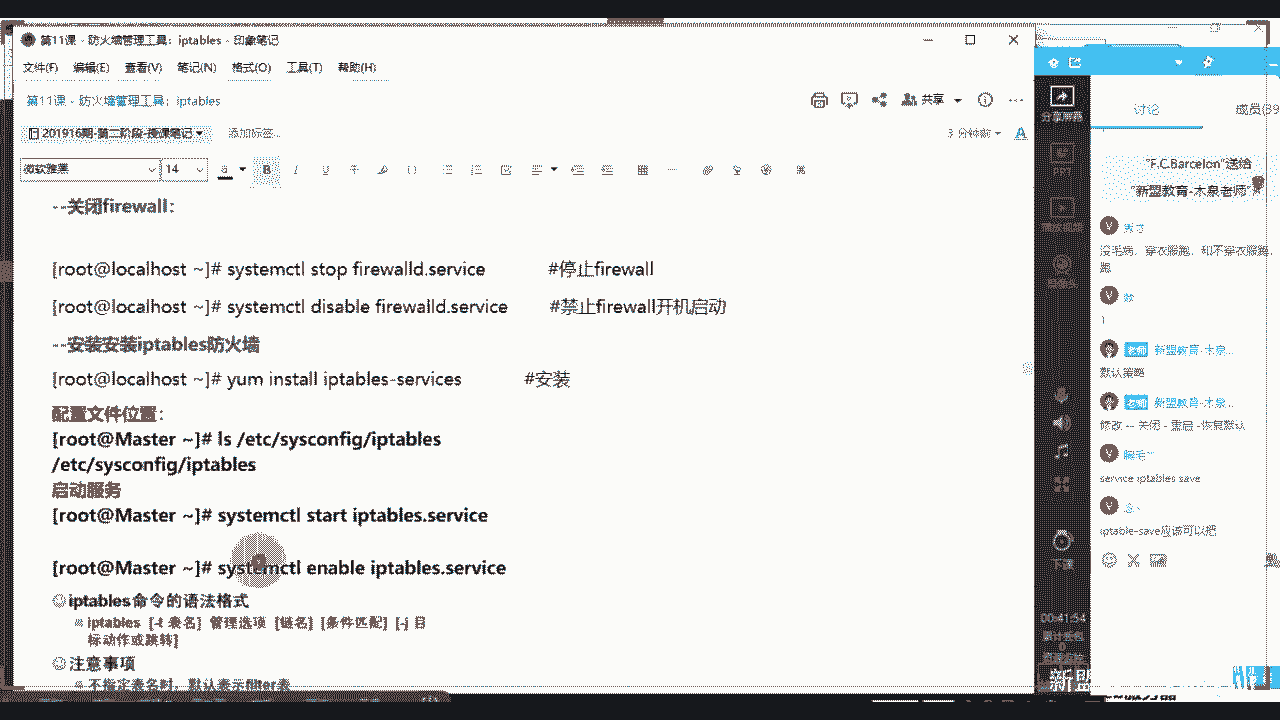 第11课 - 防火墙管理工具：iptables - 印象笔记
文件(F) 编辑(E) 查看(V) 笔记(N) 格式(O) 工具(T) 帮助(H)
第11课 - 防火墙管理工具：iptables
共享
201916期-第二阶段-授课笔记
添加标签...
3 分钟前
微软雅黑 14
--关闭firewall：
[root@localhost ~]# systemctl stop firewalld.service #停止firewall
[root@localhost ~]# systemctl disable firewalld.service #禁止firewall开机启动
--安装安装iptables防火墙
[root@localhost ~]# yum install iptables-services #安装
配置文件位置：
[root@Master ~]# ls /etc/sysconfig/iptables
/etc/sysconfig/iptables
启动服务
[root@Master ~]# systemctl start iptables.service
[root@Master ~]# systemctl enable iptables.service
iptables命令的语法格式
iptables [-t 表名] 管理选项 [链名] [条件匹配] [-j 目
标动作或跳转]
注意事项
不指定表名时，默认表示filter表
分享屏幕
PPT
播放视频
下课
00:41:54
讨论
"F.C.Barcelon"送给
"新盟教育-木泉老师"
1
老师 新盟教育-木泉...
默认策略
老师 新盟教育-木泉...
修改 -- 关闭 - 重启 -恢复默认
service iptables save
iptable-save应该可以把
新盟